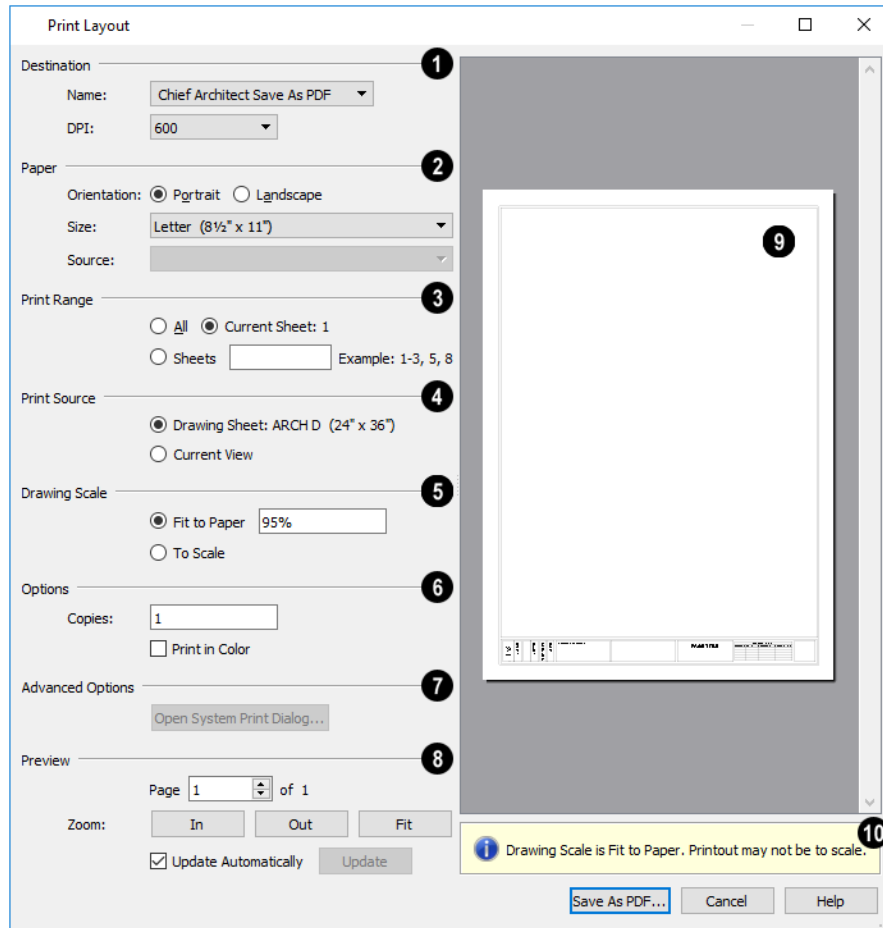 Print Layout
Destination
1
Name: Chief Architect Save As PDF
DPI: 600
Paper
2
Orientation: Portrait Landscape
Size: Letter (8½" x 11")
Source:
Print Range
3
All Current Sheet: 1
Sheets Example: 1-3, 5, 8
Print Source
4
Drawing Sheet: ARCH D (24" x 36")
Current View
Drawing Scale
5
Fit to Paper 95%
To Scale
Options
6
Copies: 1
Print in Color
Advanced Options
7
Open System Print Dialog...
Preview
8
Page 1 of 1
Zoom: In Out Fit
Update Automatically Update
9
10
Drawing Scale is Fit to Paper. Printout may not be to scale.
Save As PDF... Cancel Help